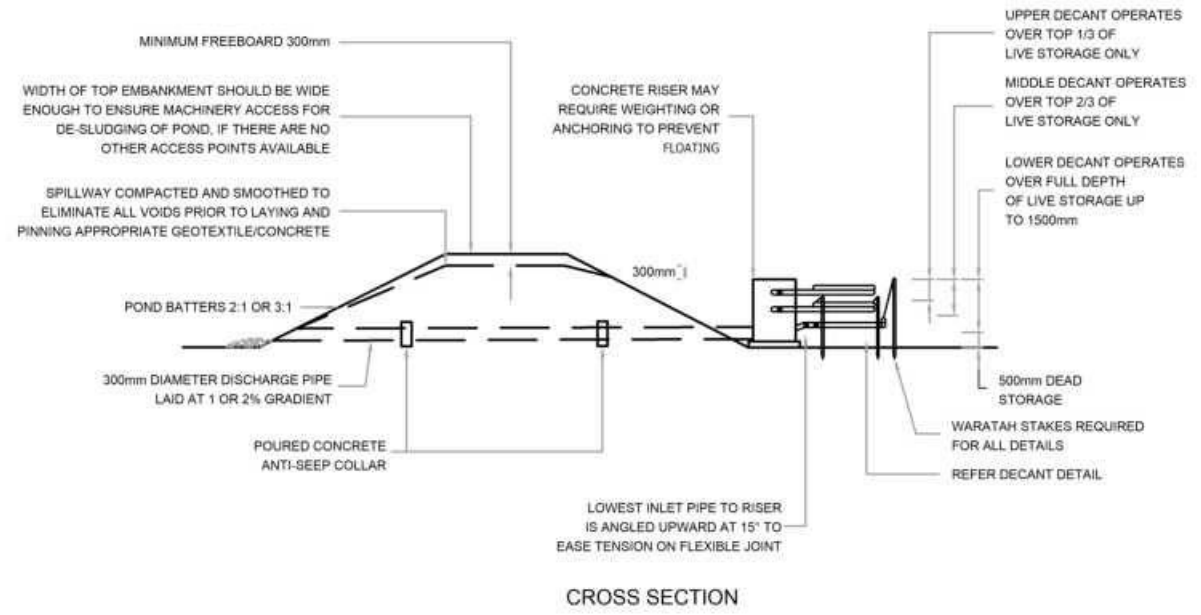 MINIMUM FREEBOARD 300mm
WIDTH OF TOP EMBANKMENT SHOULD BE WIDE
ENOUGH TO ENSURE MACHINERY ACCESS FOR
DE-SLUDGING OF POND, IF THERE ARE NO
OTHER ACCESS POINTS AVAILABLE
SPILLWAY COMPACTED AND SMOOTHED TO
ELIMINATE ALL VOIDS PRIOR TO LAYING AND
PINNING APPROPRIATE GEOTEXTILE/CONCRETE
POND BATTERS 2:1 OR 3:1
300mm DIAMETER DISCHARGE PIPE
LAID AT 1 OR 2% GRADIENT
POURED CONCRETE
ANTI-SEEP COLLAR
CONCRETE RISER MAY
REQUIRE WEIGHTING OR
ANCHORING TO PREVENT
FLOATING
300mm
LOWEST INLET PIPE TO RISER
IS ANGLED UPWARD AT 15° TO
EASE TENSION ON FLEXIBLE JOINT
UPPER DECANT OPERATES
OVER TOP 1/3 OF
LIVE STORAGE ONLY
MIDDLE DECANT OPERATES
OVER TOP 2/3 OF
LIVE STORAGE ONLY
LOWER DECANT OPERATES
OVER FULL DEPTH
OF LIVE STORAGE UP
TO 1500mm
500mm DEAD
STORAGE
WARATAH STAKES REQUIRED
FOR ALL DETAILS
REFER DECANT DETAIL
CROSS SECTION